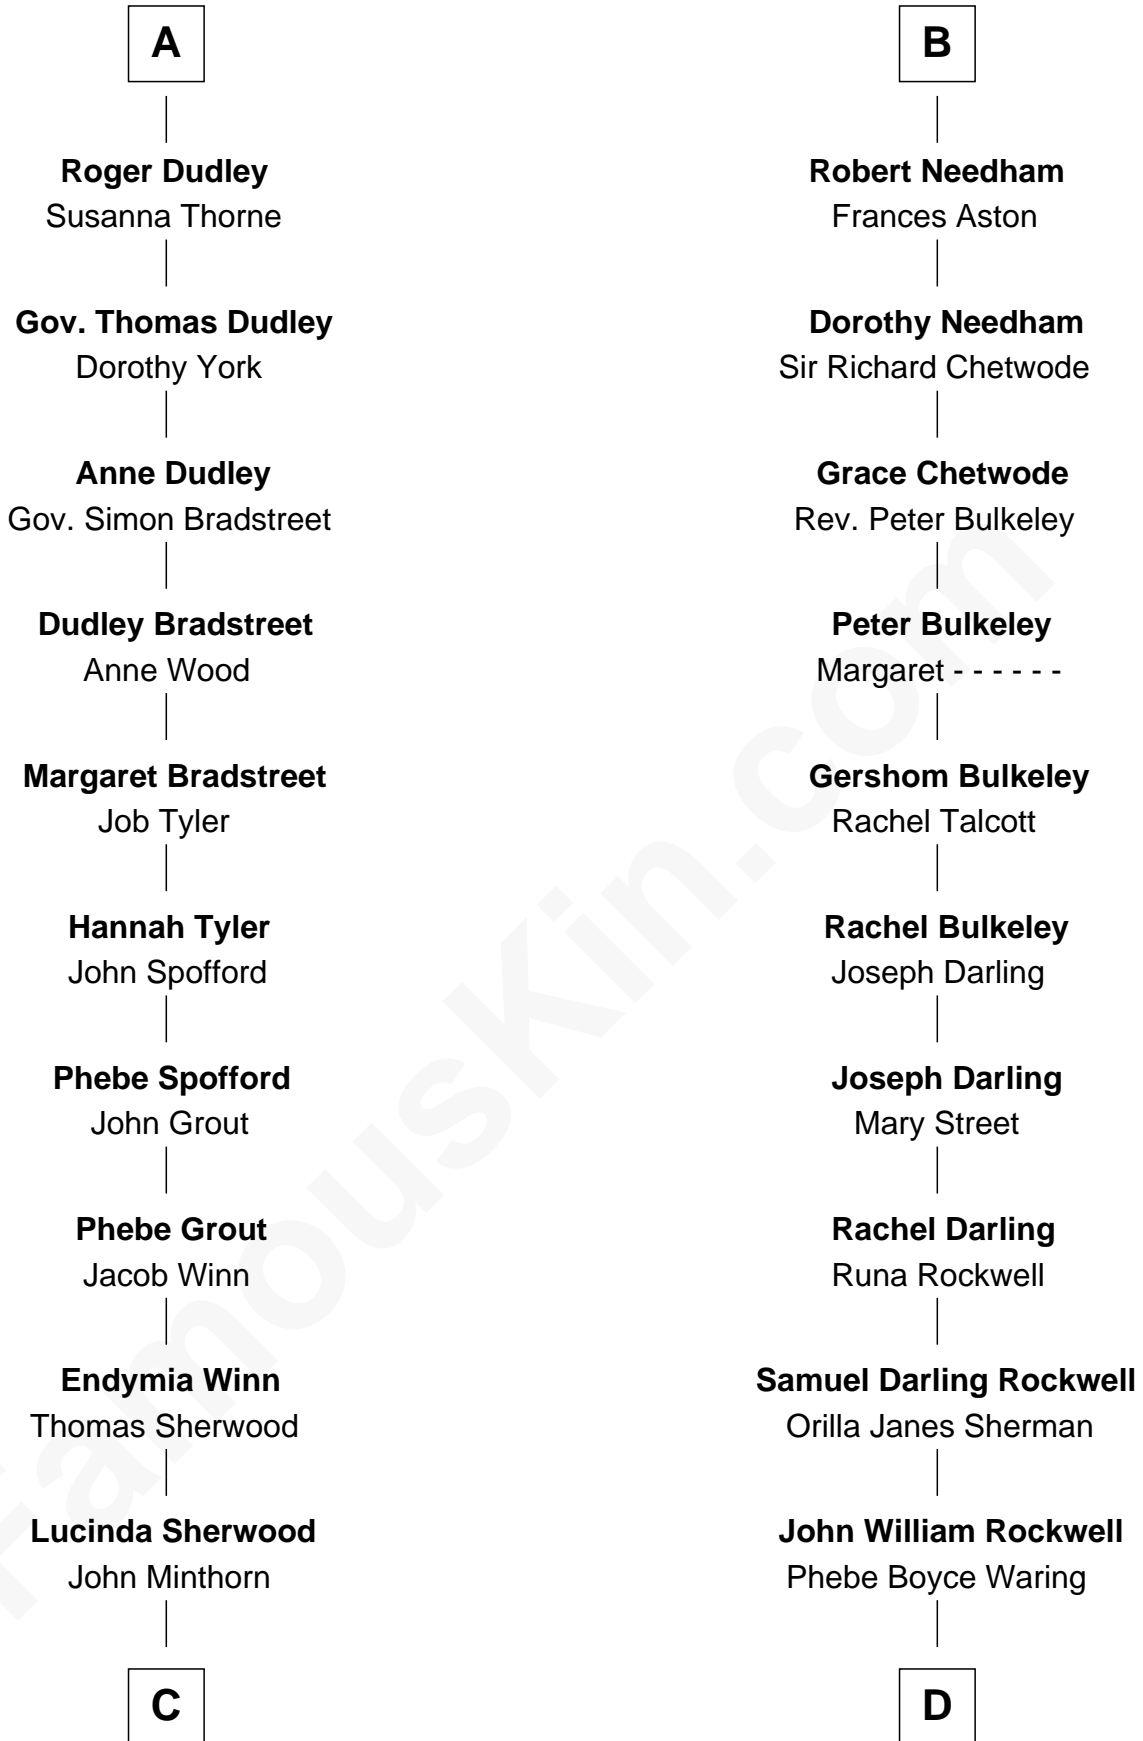 A
Roger Dudley
Susanna Thorne
Gov. Thomas Dudley
Dorothy York
Anne Dudley
Gov. Simon Bradstreet
Dudley Bradstreet
Anne Wood
Margaret Bradstreet
Job Tyler
Hannah Tyler
John Spofford
Phebe Spofford
John Grout
Phebe Grout
Jacob Winn
Endymia Winn
Thomas Sherwood
Lucinda Sherwood
John Minthorn
C
B
Robert Needham
Frances Aston
Dorothy Needham
Sir Richard Chetwode
Grace Chetwode
Rev. Peter Bulkeley
Peter Bulkeley
Margaret - - - - - -
Gershom Bulkeley
Rachel Talcott
Rachel Bulkeley
Joseph Darling
Joseph Darling
Mary Street
Rachel Darling
Runa Rockwell
Samuel Darling Rockwell
Orilla Janes Sherman
John William Rockwell
Phebe Boyce Waring
D
FamousKin.com